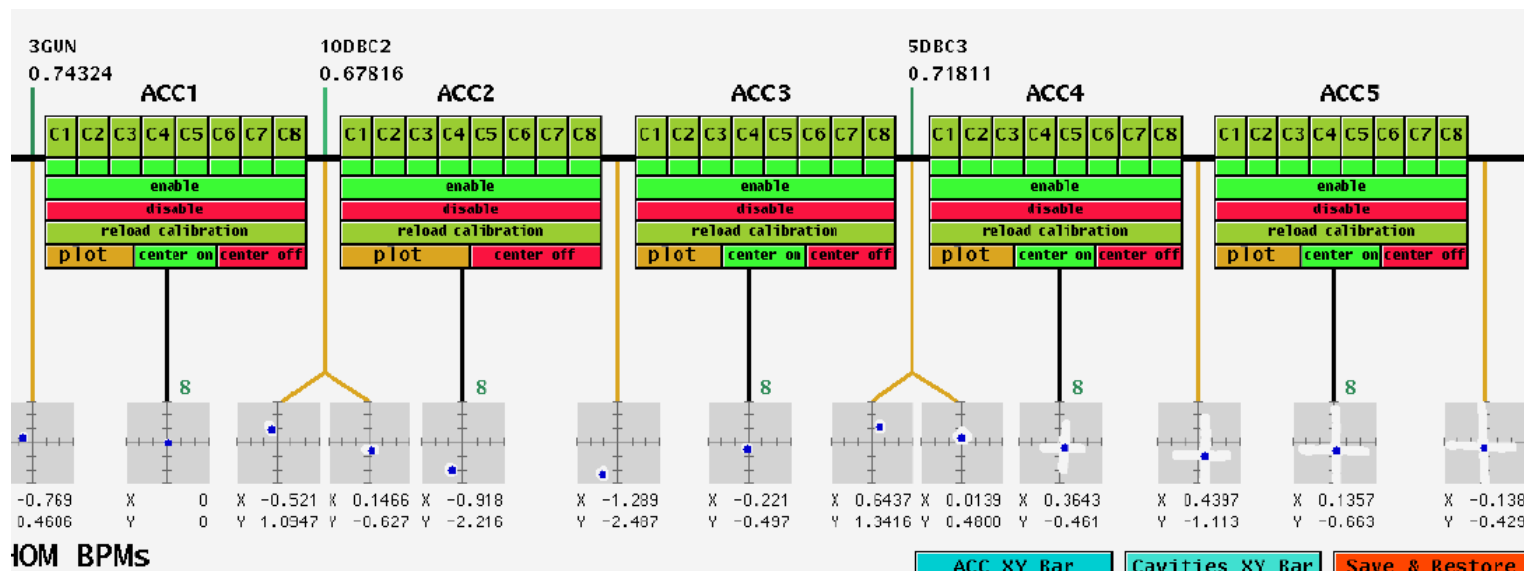 3GUN 10DBC2 5DBC3
0.74324 0.67816 0.71811
ACC1 ACC2 ACC3 ACC4 ACC5
C1 C2 C3 C4 C5 C6 C7 C8 C1 C2 C3 C4 C5 C6 C7 C8 C1 C2 C3 C4 C5 C6 C7 C8 C1 C2 C3 C4 C5 C6 C7 C8 C1 C2 C3 C4 C5 C6 C7 C8
enable enable enable enable enable
disable disable disable disable disable
reload calibration reload calibration reload calibration reload calibration reload calibration
plot center on center off plot center off plot center on center off plot center on center off plot center on center off
8 8 8 8 8
-0.769 X 0 X -0.521 X 0.1466 X -0.918 X -1.289 X -0.221 X 0.6437 X 0.0139 X 0.3643 X 0.4397 X 0.1357 X -0.138
0.4606 Y 0 Y 1.0947 Y -0.627 Y -2.216 Y -2.487 Y -0.497 Y 1.3416 Y 0.4800 Y -0.461 Y -1.113 Y -0.663 Y -0.429
HOM BPMs
ACC XY Bar Cavities XY Bar Save & Restore